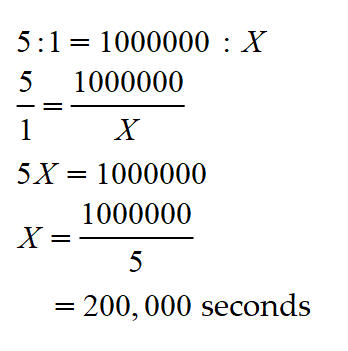 5 : 1 = 1000000 : X
5/1 = 1000000/X
5X = 1000000
X = 1000000/5
= 200,000 seconds